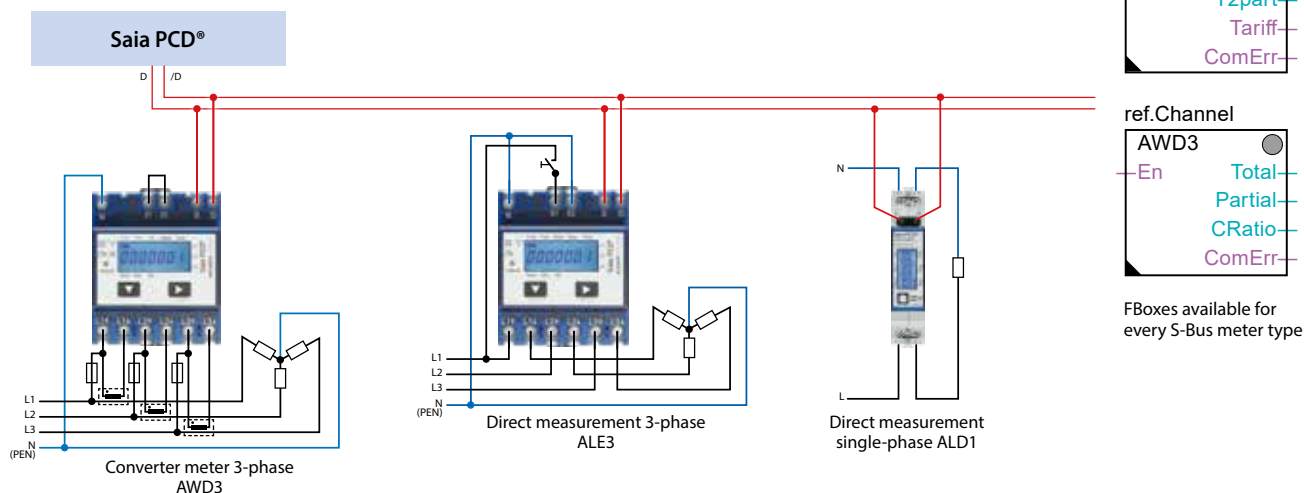 Saia PCD®
D /D
T2part
Tariff
ComErr
ref.Channel
AWD3
En Total
Partial
CRatio
ComErr
FBoxes available for
every S-Bus meter type
N
0000001
0000001
L1
L2
L3
N
(PEN)
Converter meter 3-phase
AWD3
L1
L2
L3
N
(PEN)
Direct measurement 3-phase
ALE3
L
Direct measurement
single-phase ALD1